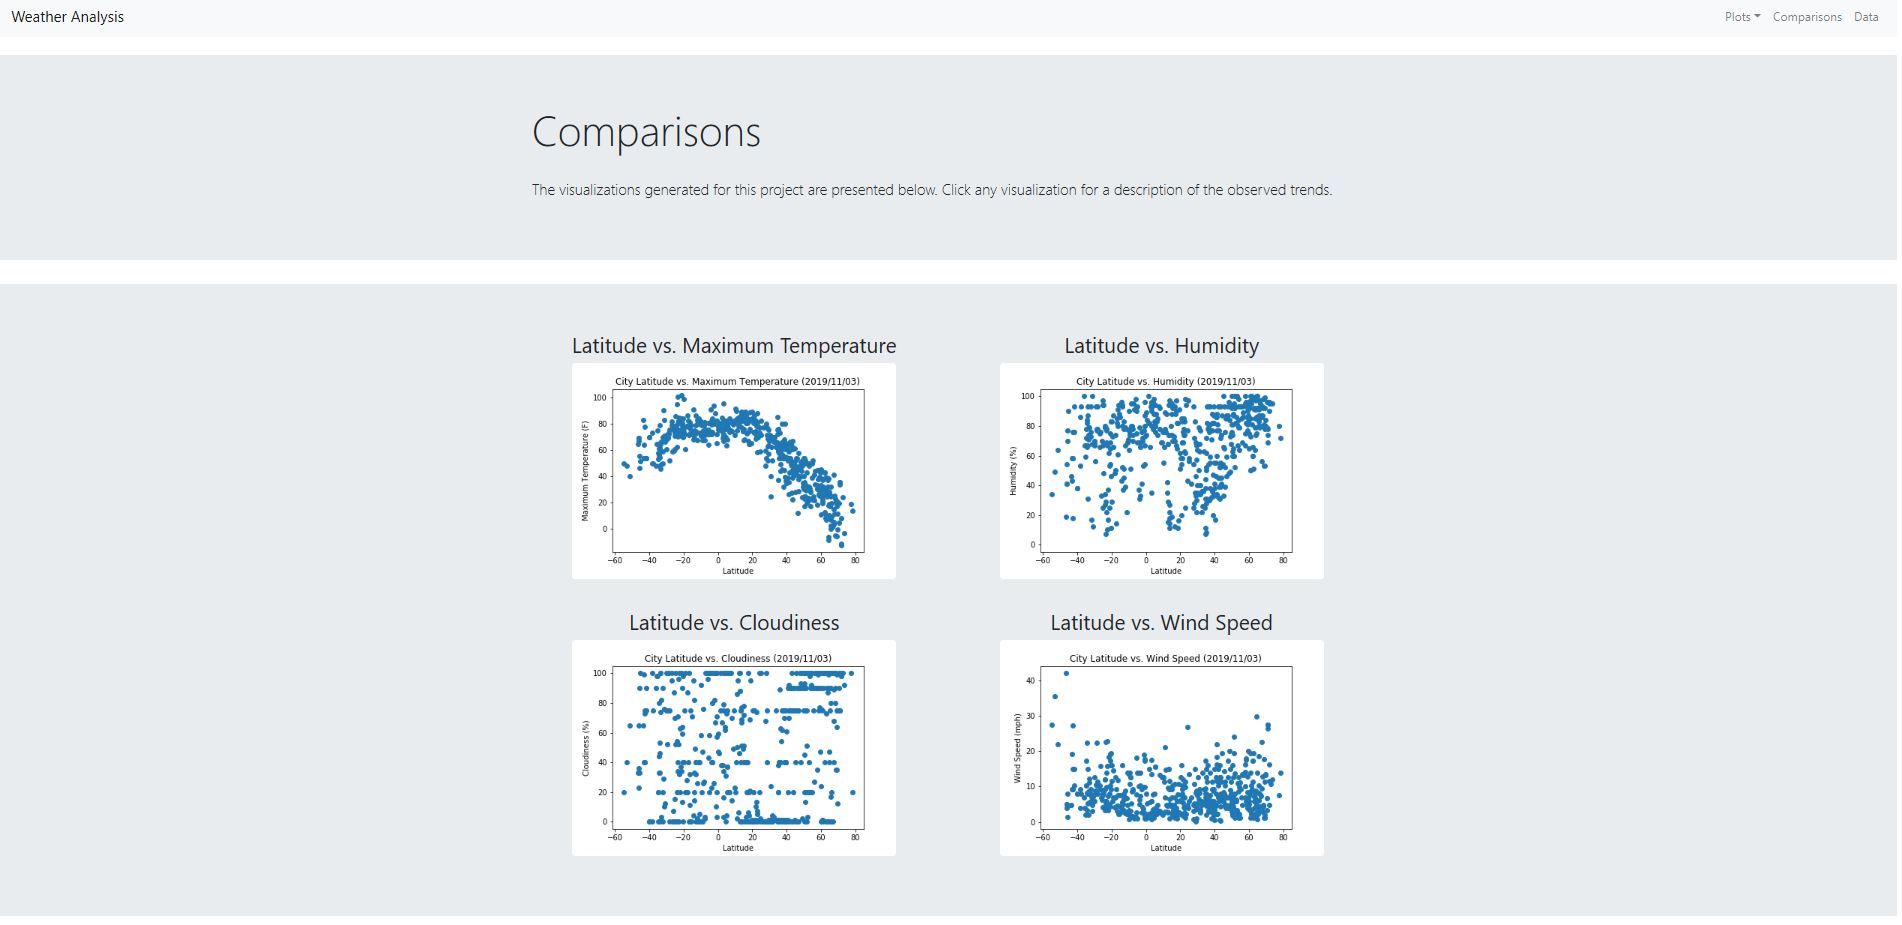 Weather Analysis
Plots Comparisons Data
Comparisons
The visualizations generated for this project are presented below. Click any visualization for a description of the observed trends.
Latitude vs. Maximum Temperature
City Latitude vs. Maximum Temperature (2019/11/03)
Maximum Temperature (F)
100
80
60
40
20
0
−60 −40 −20 0 20 40 60 80
Latitude
Latitude vs. Humidity
City Latitude vs. Humidity (2019/11/03)
Humidity (%)
100
80
60
40
20
0
−60 −40 −20 0 20 40 60 80
Latitude
Latitude vs. Cloudiness
City Latitude vs. Cloudiness (2019/11/03)
Cloudiness (%)
100
80
60
40
20
0
−60 −40 −20 0 20 40 60 80
Latitude
Latitude vs. Wind Speed
City Latitude vs. Wind Speed (2019/11/03)
Wind Speed (mph)
40
30
20
10
0
−60 −40 −20 0 20 40 60 80
Latitude